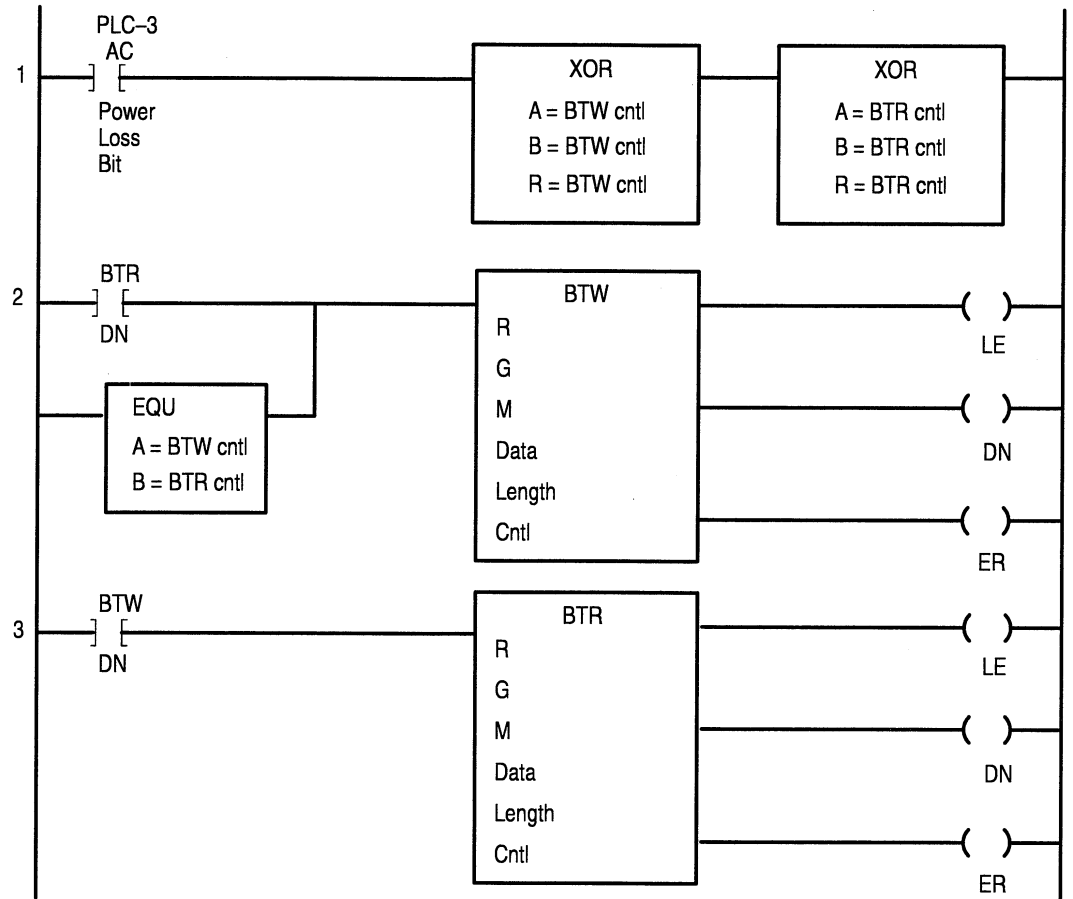 PLC–3
AC
1
Power
Loss
Bit
XOR
A = BTW cntl
B = BTW cntl
R = BTW cntl
XOR
A = BTR cntl
B = BTR cntl
R = BTR cntl
2
BTR
DN
EQU
A = BTW cntl
B = BTR cntl
BTW
R
G
M
Data
Length
Cntl
LE
DN
ER
3
BTW
DN
BTR
R
G
M
Data
Length
Cntl
LE
DN
ER